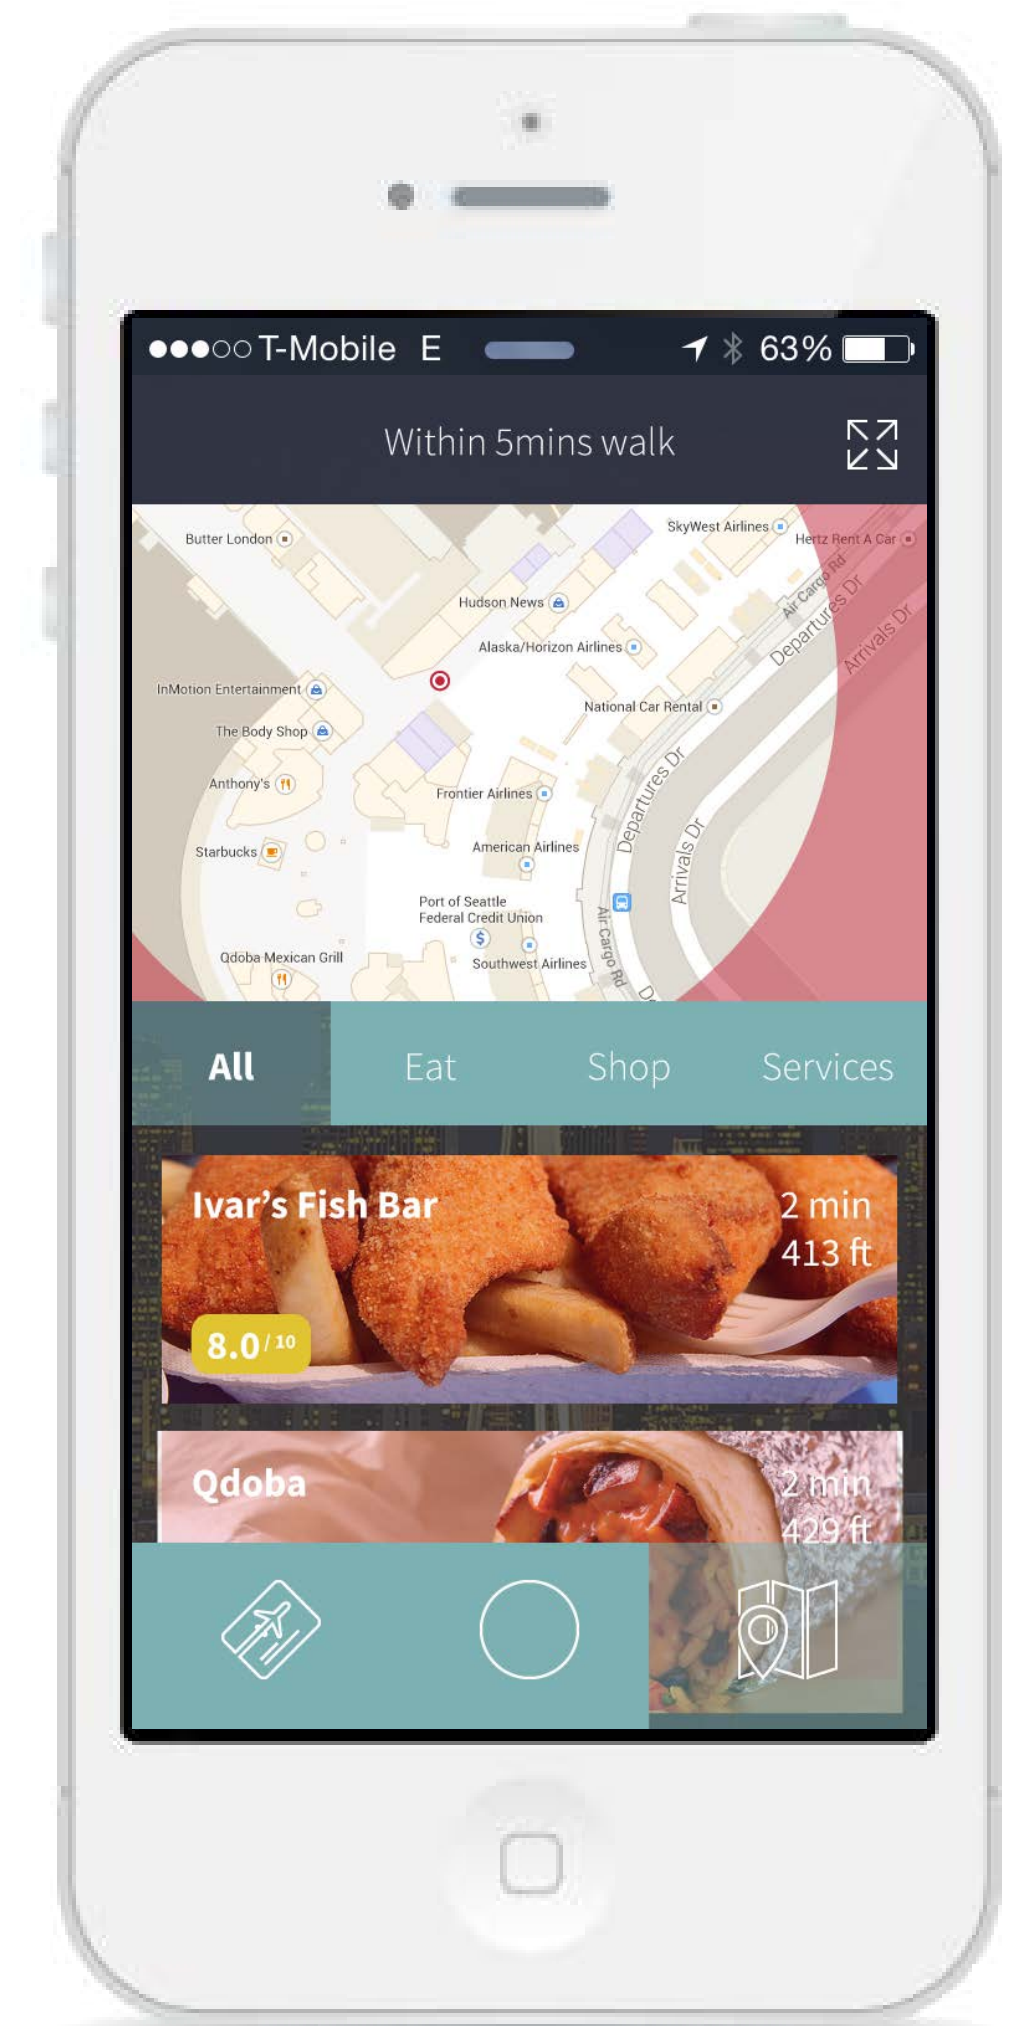 T-Mobile E 63%
Within 5mins walk
Butter London
SkyWest Airlines
Hertz Rent A Car
Air Cargo Rd
Departures Dr
Arrivals Dr
Hudson News
Alaska/Horizon Airlines
InMotion Entertainment
National Car Rental
The Body Shop
Departures Dr
Anthony's
Frontier Airlines
Arrivals Dr
Starbucks
American Airlines
Port of Seattle
Federal Credit Union
$
Air Cargo Rd
Qdoba Mexican Grill
Southwest Airlines
All Eat Shop Services
Ivar's Fish Bar 2 min
413 ft
8.0/10
Qdoba 2 min
429 ft